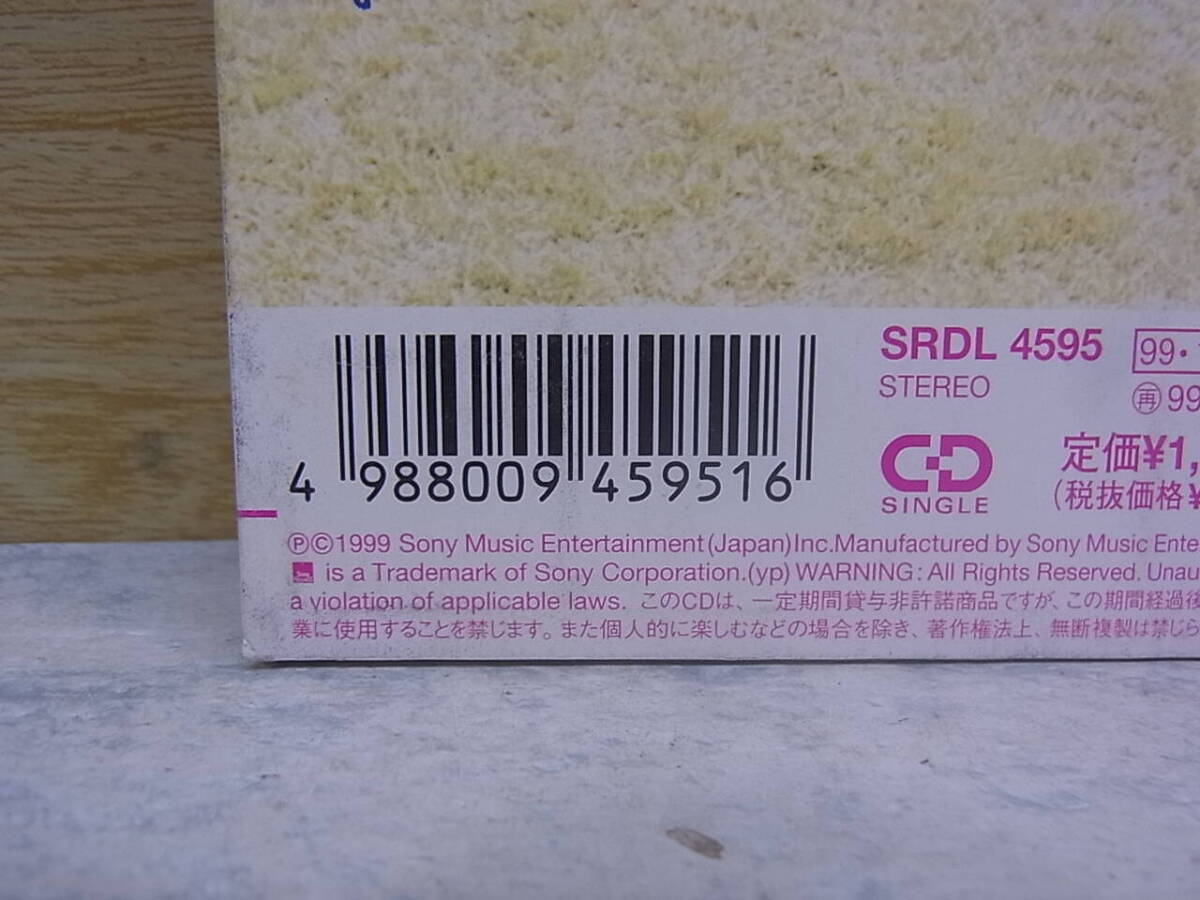 SRDL 4595
99・
STEREO
再 99
CD
SINGLE
定価¥1,
(税抜価格¥
4 988009 459516
ⓅⒸ1999 Sony Music Entertainment(Japan)Inc.Manufactured by Sony Music Ente
is a Trademark of Sony Corporation.(yp) WARNING: All Rights Reserved. Unau
a violation of applicable laws. このCDは、一定期間貸与非許諾商品ですが、この期間経過後
業に使用することを禁じます。また個人的に楽しむなどの場合を除き、著作権法上、無断複製は禁じら